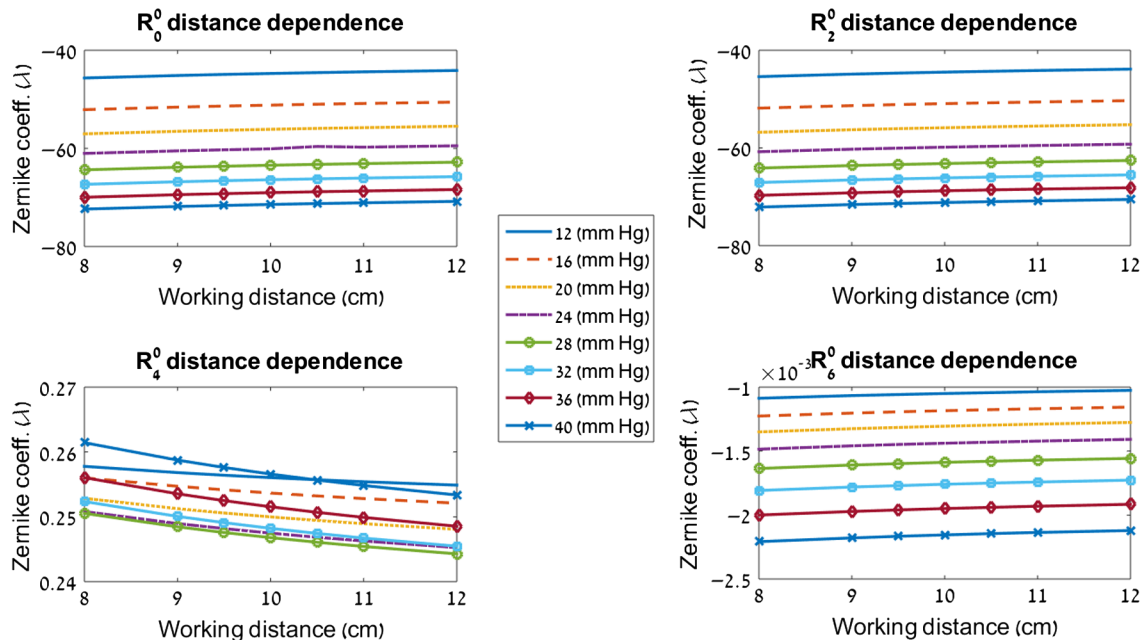 R₀⁰ distance dependence
−40
−60
−80
Zernike coeff. (λ)
8 9 10 11 12
Working distance (cm)
R₂⁰ distance dependence
−40
−60
−80
Zernike coeff. (λ)
8 9 10 11 12
Working distance (cm)
12 (mm Hg)
16 (mm Hg)
20 (mm Hg)
24 (mm Hg)
28 (mm Hg)
32 (mm Hg)
36 (mm Hg)
40 (mm Hg)
R₄⁰ distance dependence
0.27
0.26
0.25
0.24
Zernike coeff. (λ)
8 9 10 11 12
Working distance (cm)
×10⁻³
R₆⁰ distance dependence
−1
−1.5
−2
−2.5
Zernike coeff. (λ)
8 9 10 11 12
Working distance (cm)